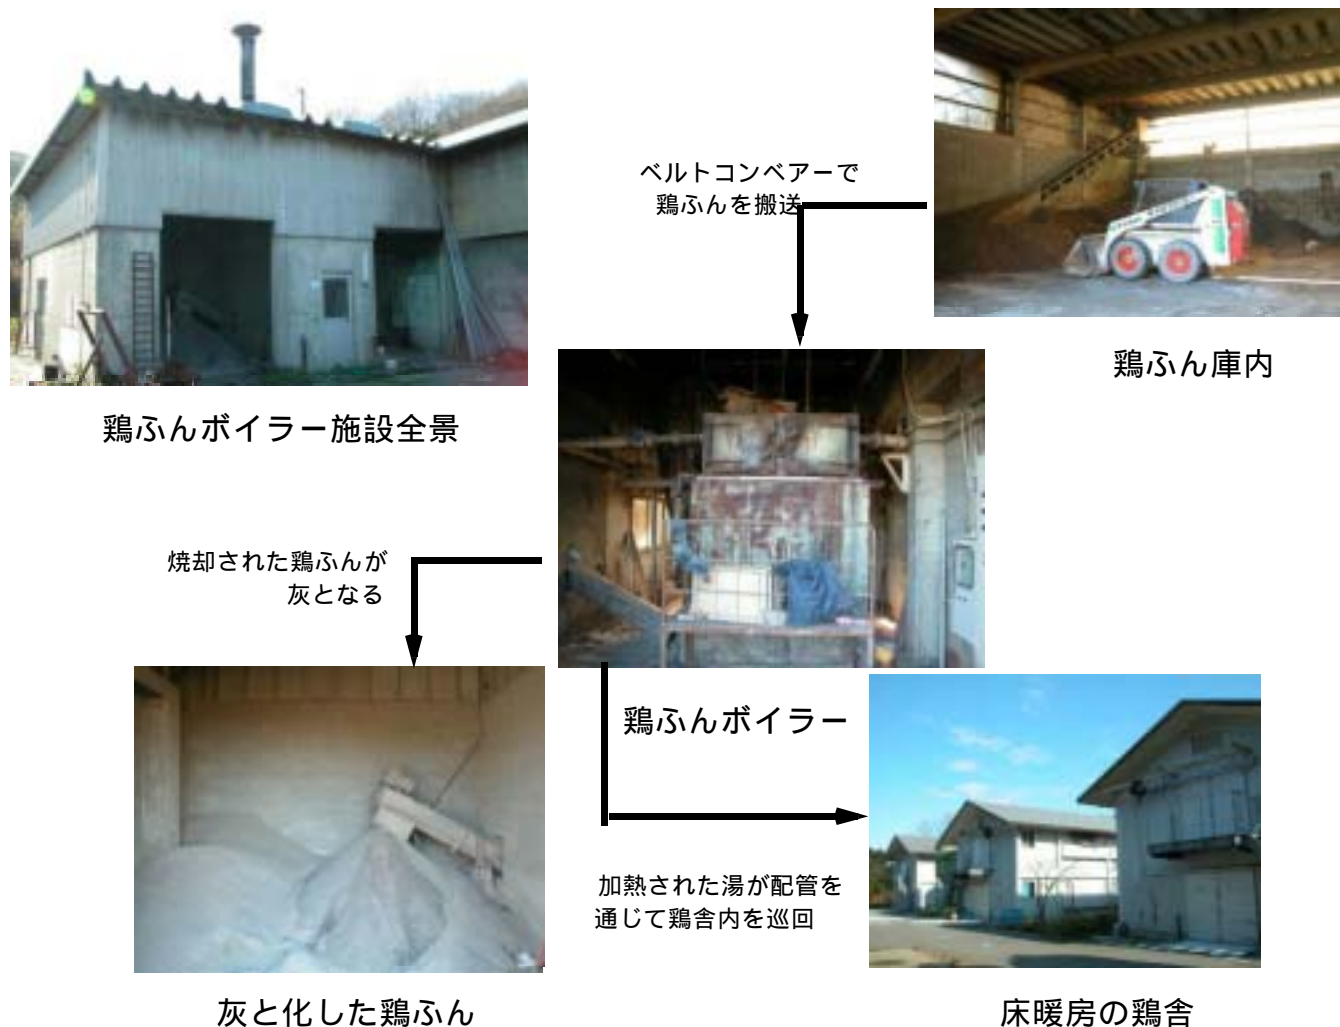 ベルトコンベアーで
鶏ふんを搬送
鶏ふん庫内
鶏ふんボイラー施設全景
焼却された鶏ふんが
灰となる
鶏ふんボイラー
加熱された湯が配管を
通じて鶏舎内を巡回
灰と化した鶏ふん
床暖房の鶏舎